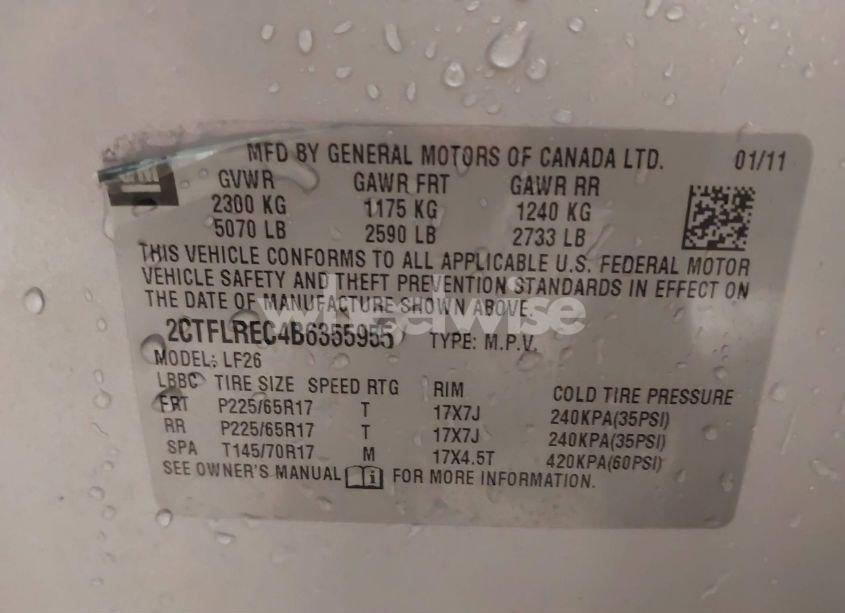 MFD BY GENERAL MOTORS OF CANADA LTD. 01/11
GM
GVWR GAWR FRT GAWR RR
2300 KG 1175 KG 1240 KG
5070 LB 2590 LB 2733 LB
THIS VEHICLE CONFORMS TO ALL APPLICABLE U.S. FEDERAL MOTOR
VEHICLE SAFETY AND THEFT PREVENTION STANDARDS IN EFFECT ON
THE DATE OF MANUFACTURE SHOWN ABOVE.
wheelwise
2CTFLREC4B6355955 TYPE: M.P.V.
MODEL: LF26
LBBC TIRE SIZE SPEED RTG RIM COLD TIRE PRESSURE
FRT P225/65R17 T 17X7J 240KPA(35PSI)
RR P225/65R17 T 17X7J 240KPA(35PSI)
SPA T145/70R17 M 17X4.5T 420KPA(60PSI)
SEE OWNER'S MANUAL i FOR MORE INFORMATION.